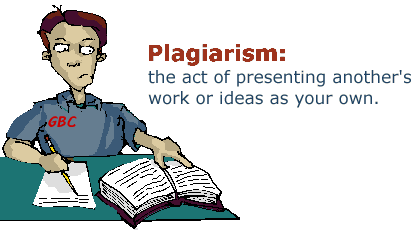 Plagiarism:
the act of presenting another's
work or ideas as your own.
GBC